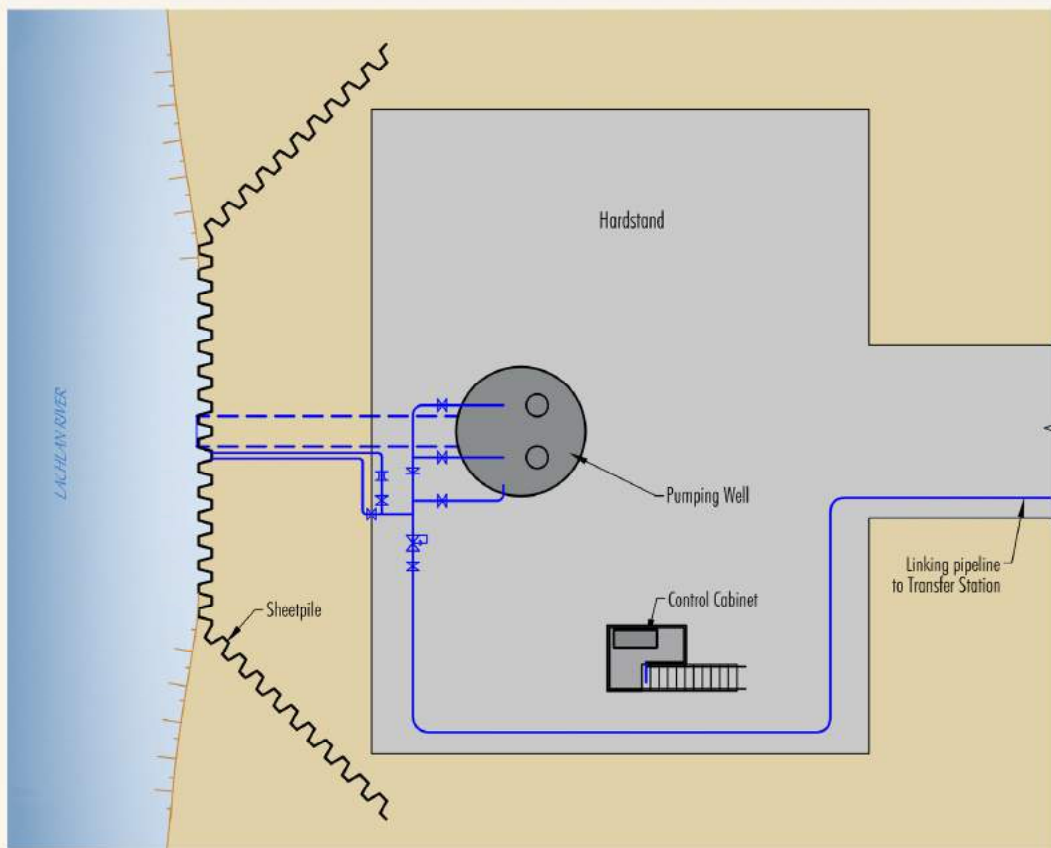 Hardstand
LACHLAN RIVER
Pumping Well
Linking pipeline
to Transfer Station
Control Cabinet
Sheetpile